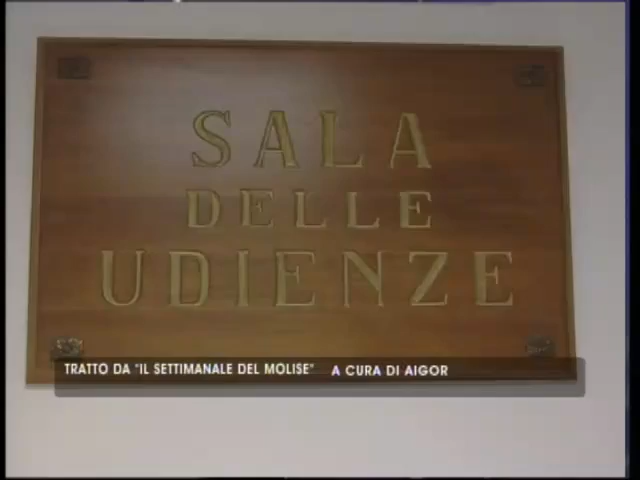 SALA
DELLE
UDIENZE
TRATTO DA "IL SETTIMANALE DEL MOLISE" A CURA DI AIGOR